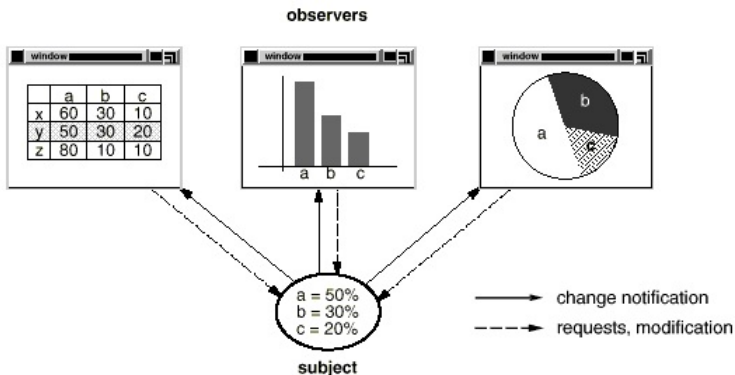 observers
window
window
window
a b c
x 60 30 10
y 50 30 20
z 80 10 10
a b c
a
b
c
a = 50%
b = 30%
c = 20%
subject
change notification
requests, modification